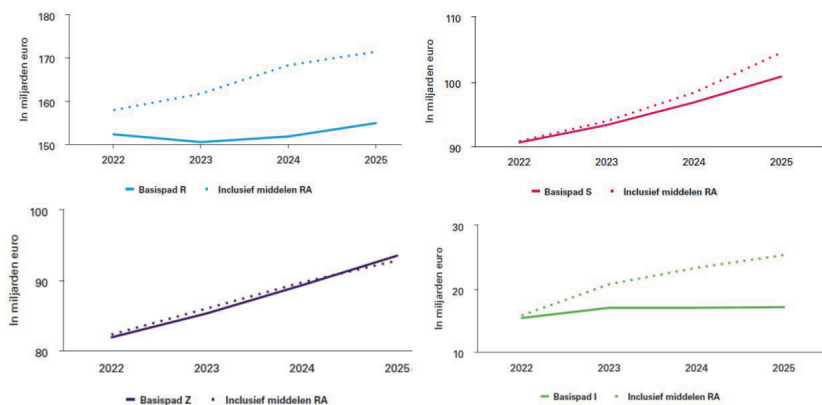 180
170
160
150
In miljarden euro
2022 2023 2024 2025
Basispad R Inclusief middelen RA
110
100
90
In miljarden euro
2022 2023 2024 2025
Basispad S Inclusief middelen RA
100
90
80
In miljarden euro
2022 2023 2024 2025
Basispad Z Inclusief middelen RA
30
20
10
In miljarden euro
2022 2023 2024 2025
Basispad I Inclusief middelen RA